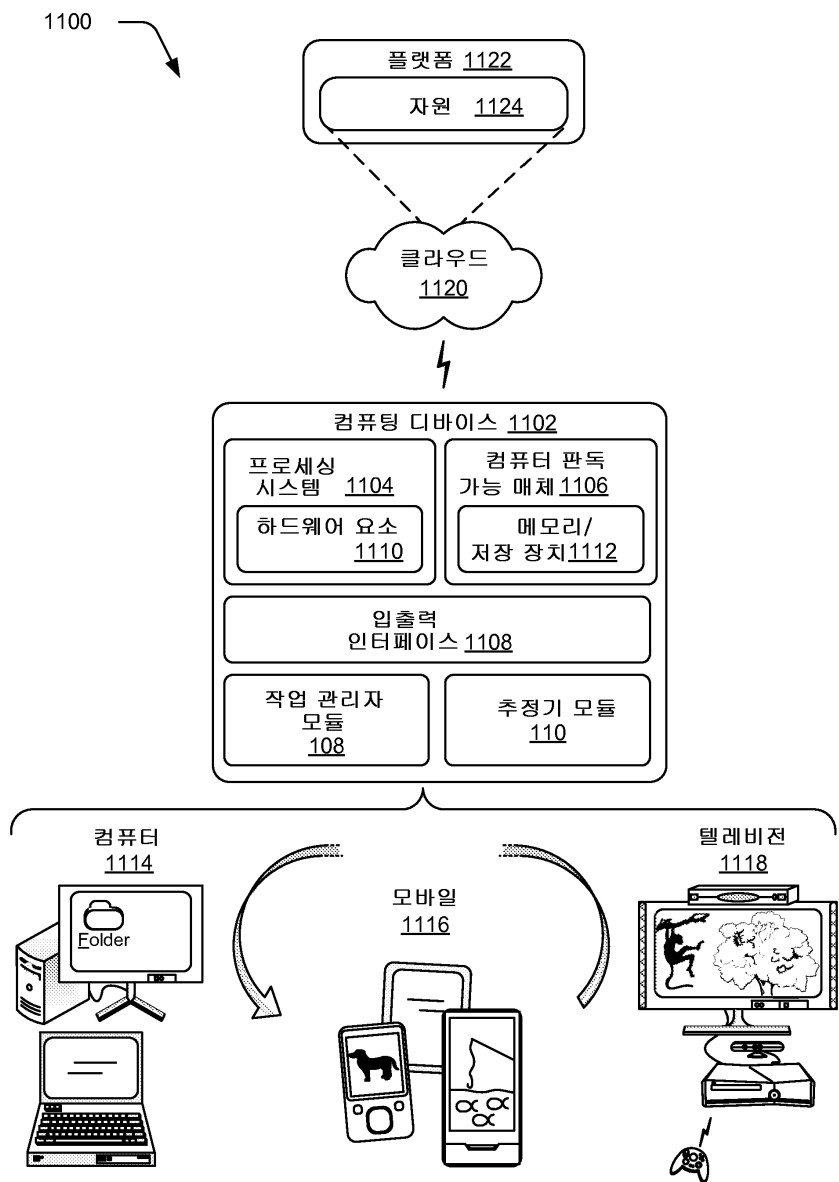 1100
플랫폼 1122
자원 1124
클라우드
1120
컴퓨팅 디바이스 1102
프로세싱
시스템 1104
하드웨어 요소
1110
컴퓨터 판독
가능 매체 1106
메모리/
저장 장치1112
입출력
인터페이스 1108
작업 관리자
모듈
108
추정기 모듈
110
컴퓨터
1114
Folder
모바일
1116
텔레비전
1118